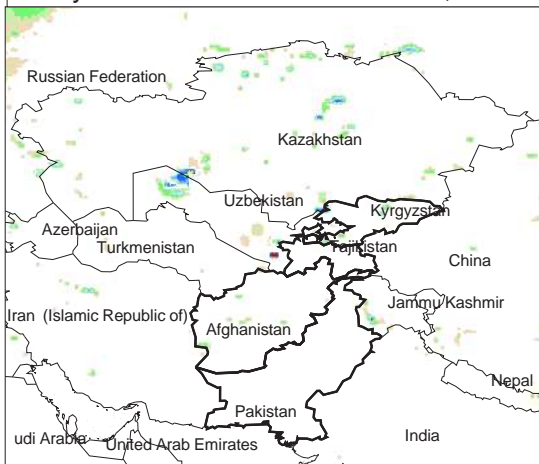 Russian Federation
Kazakhstan
Uzbekistan
Kyrgyzstan
Azerbaijan
Turkmenistan
Tajikistan
China
Jammu/Kashmir
Iran (Islamic Republic of)
Afghanistan
Nepal
Pakistan
udi Arabia
United Arab Emirates
India